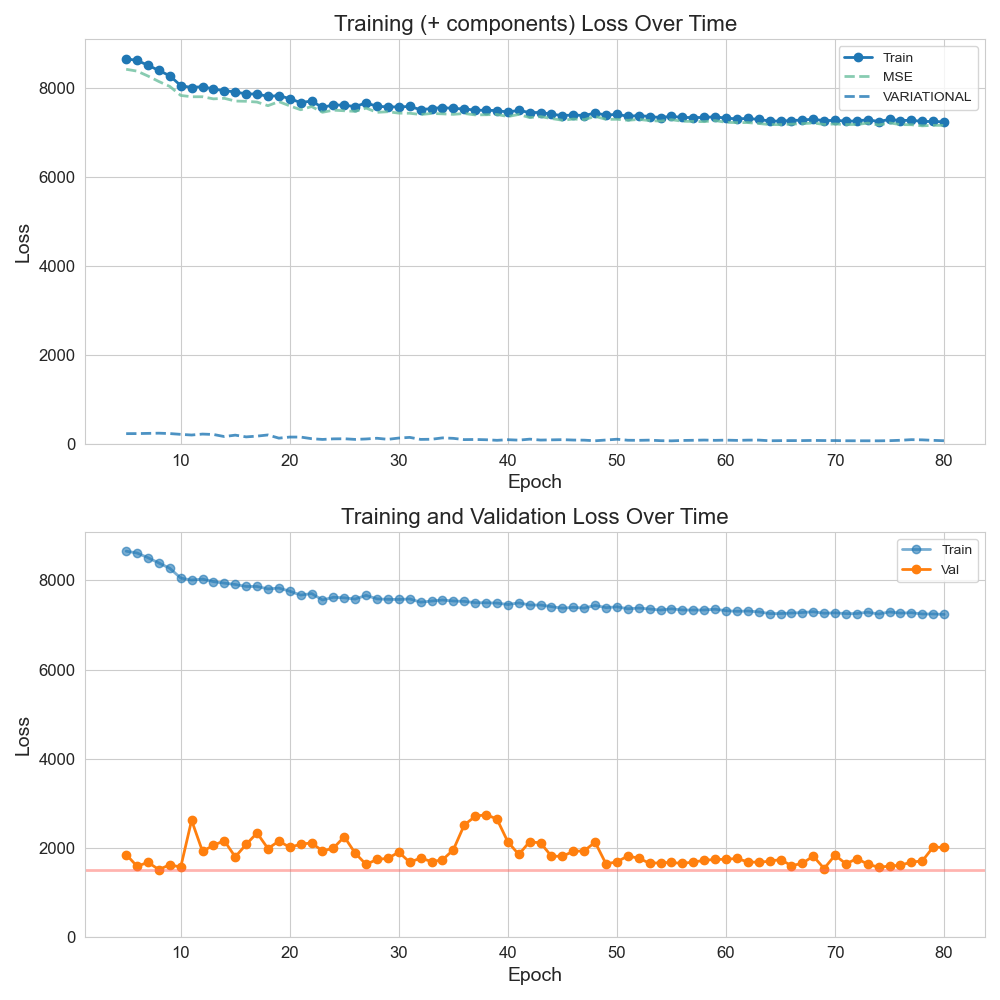 Training (+ components) Loss Over Time
Loss
8000
6000
4000
2000
0
Train
MSE
VARIATIONAL
10 20 30 40 50 60 70 80
Epoch
Training and Validation Loss Over Time
Loss
8000
6000
4000
2000
0
Train
Val
10 20 30 40 50 60 70 80
Epoch